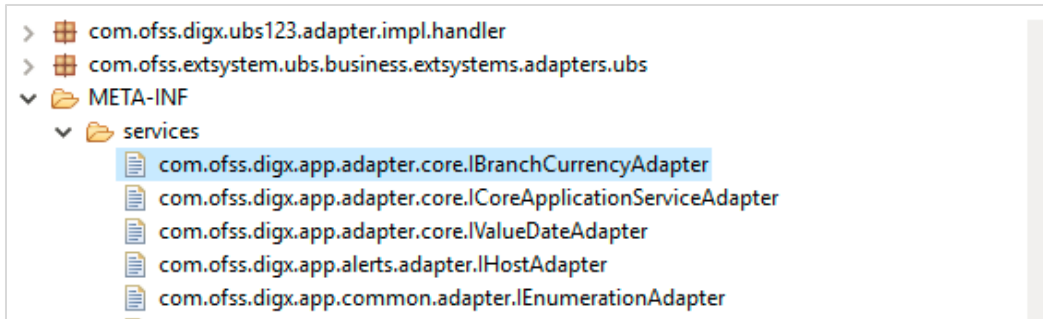 com.ofss.digx.ubs123.adapter.impl.handler
com.ofss.extsystem.ubs.business.extsystems.adapters.ubs
META-INF
services
com.ofss.digx.app.adapter.core.IBranchCurrencyAdapter
com.ofss.digx.app.adapter.core.ICoreApplicationServiceAdapter
com.ofss.digx.app.adapter.core.IValueDateAdapter
com.ofss.digx.app.alerts.adapter.IHostAdapter
com.ofss.digx.app.common.adapter.IEnumerationAdapter